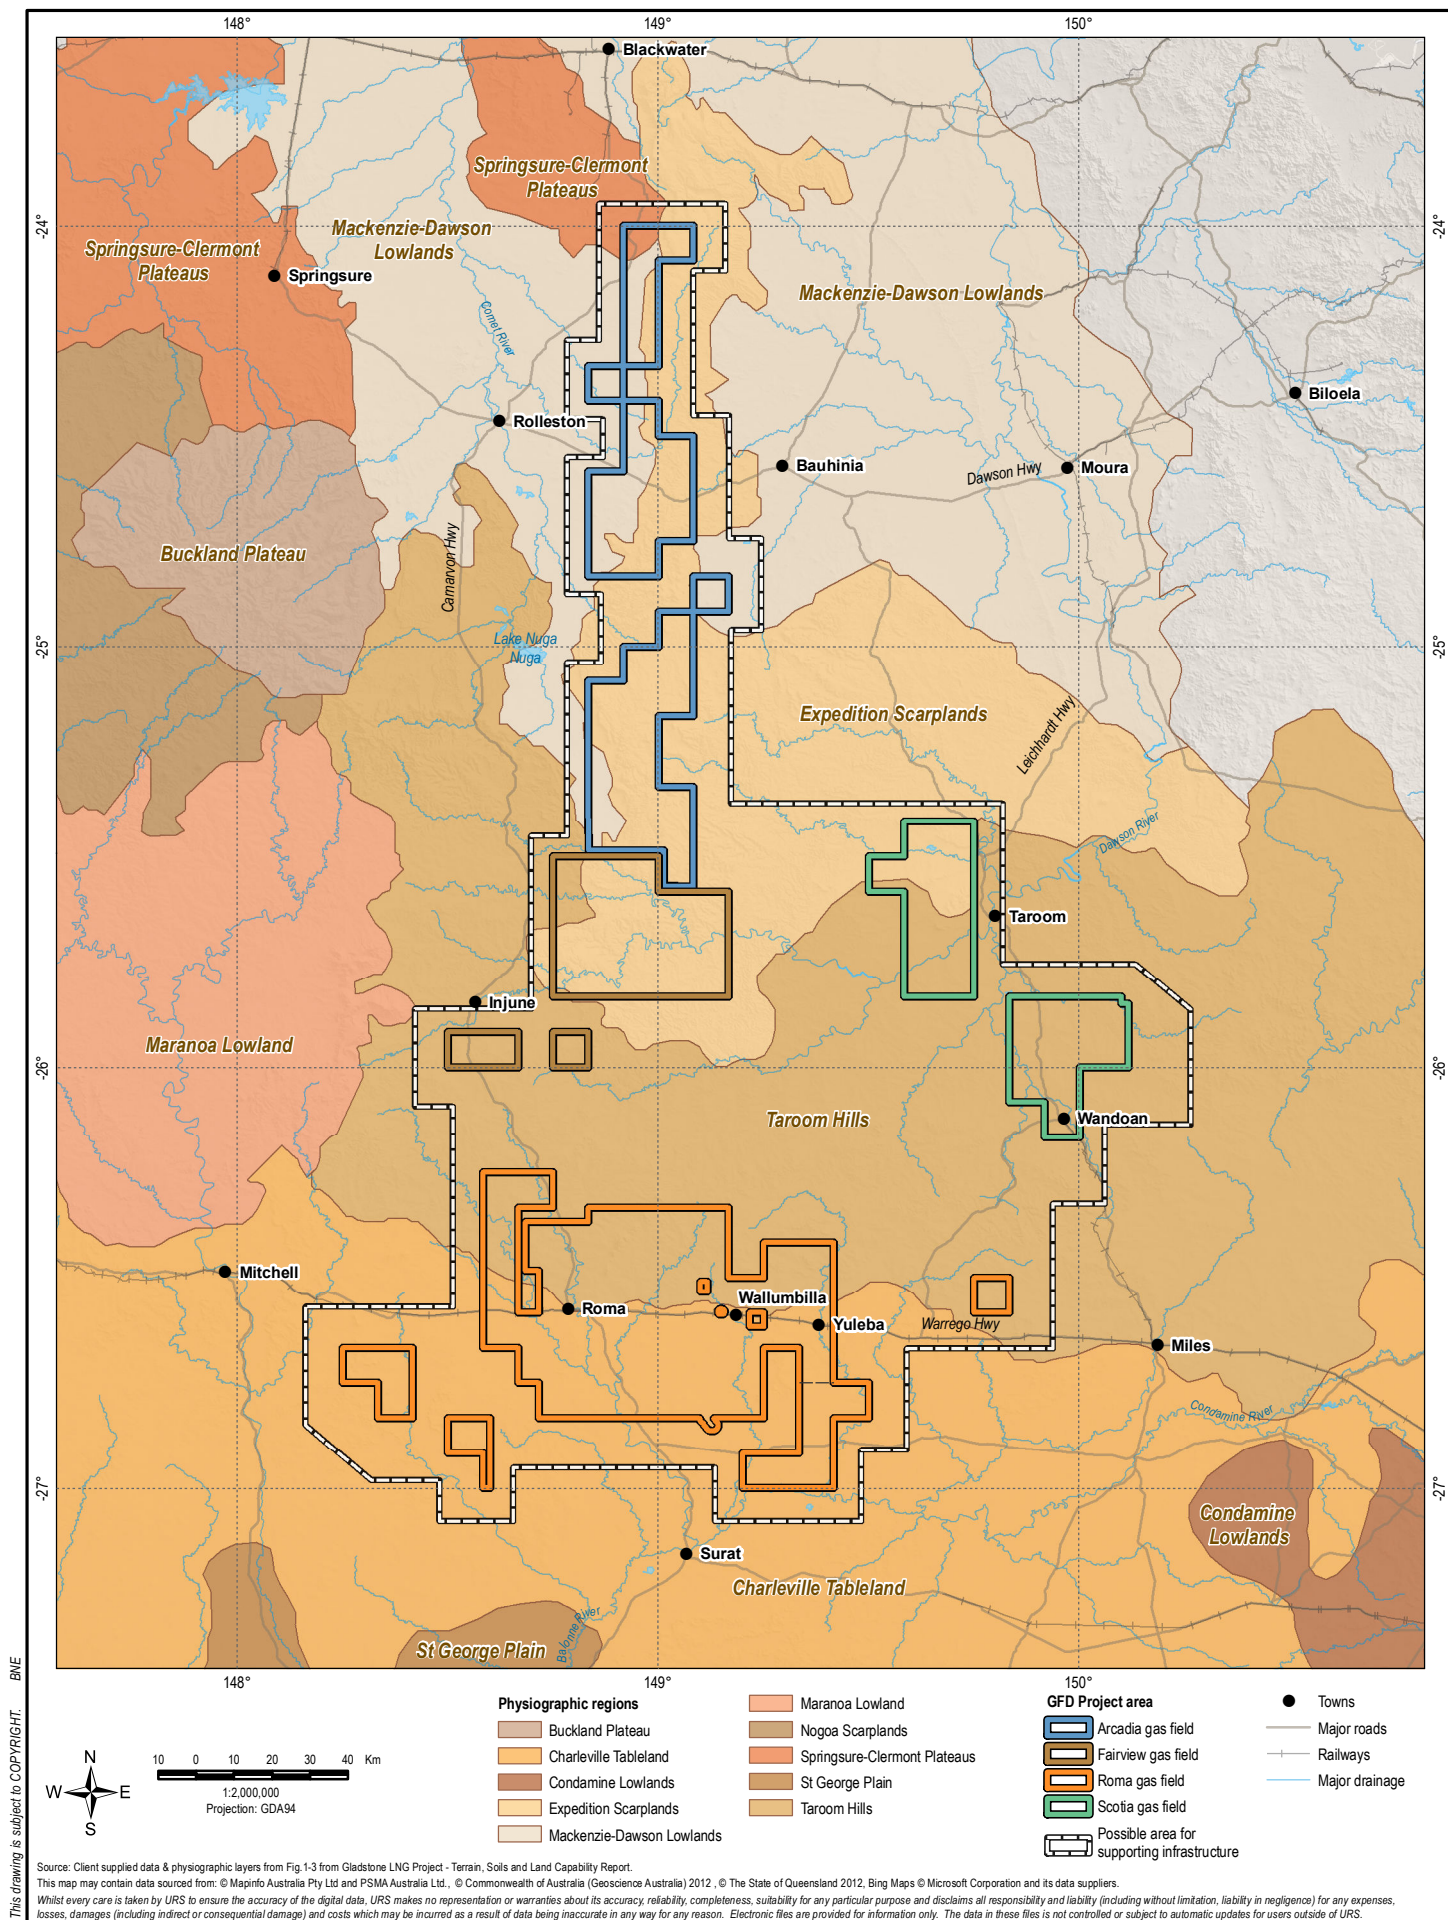 148°
149°
150°
Blackwater
Springsure-Clermont
Plateaus
-24°
-24°
Mackenzie-Dawson
Lowlands
Springsure-Clermont
Plateaus
Springsure
Mackenzie-Dawson Lowlands
Comet River
Biloela
Rolleston
Bauhinia
Dawson Hwy
Moura
Buckland Plateau
Carnarvon Hwy
Lake Nuga
Nuga
-25°
-25°
Expedition Scarplands
Leichhardt Hwy
Dawson River
Taroom
Injune
Maranoa Lowland
-26°
-26°
Taroom Hills
Wandoan
Mitchell
Roma
Wallumbilla
Yuleba
Warrego Hwy
Miles
Condamine River
-27°
-27°
Condamine
Lowlands
Surat
Charleville Tableland
Balonne River
St George Plain
148°
149°
150°
Physiographic regions
Buckland Plateau
Charleville Tableland
Condamine Lowlands
Expedition Scarplands
Mackenzie-Dawson Lowlands
Maranoa Lowland
Nogoa Scarplands
Springsure-Clermont Plateaus
St George Plain
Taroom Hills
GFD Project area
Arcadia gas field
Fairview gas field
Roma gas field
Scotia gas field
Possible area for
supporting infrastructure
Towns
Major roads
Railways
Major drainage
N
W
E
S
10 0 10 20 30 40 Km
1:2,000,000
Projection: GDA94
This drawing is subject to COPYRIGHT. BNE
Source: Client supplied data & physiographic layers from Fig.1-3 from Gladstone LNG Project - Terrain, Soils and Land Capability Report.
This map may contain data sourced from: © Mapinfo Australia Pty Ltd and PSMA Australia Ltd., © Commonwealth of Australia (Geoscience Australia) 2012 , © The State of Queensland 2012, Bing Maps © Microsoft Corporation and its data suppliers.
Whilst every care is taken by URS to ensure the accuracy of the digital data, URS makes no representation or warranties about its accuracy, reliability, completeness, suitability for any particular purpose and disclaims all responsibility and liability (including without limitation, liability in negligence) for any expenses,
losses, damages (including indirect or consequential damage) and costs which may be incurred as a result of data being inaccurate in any way for any reason. Electronic files are provided for information only. The data in these files is not controlled or subject to automatic updates for users outside of URS.